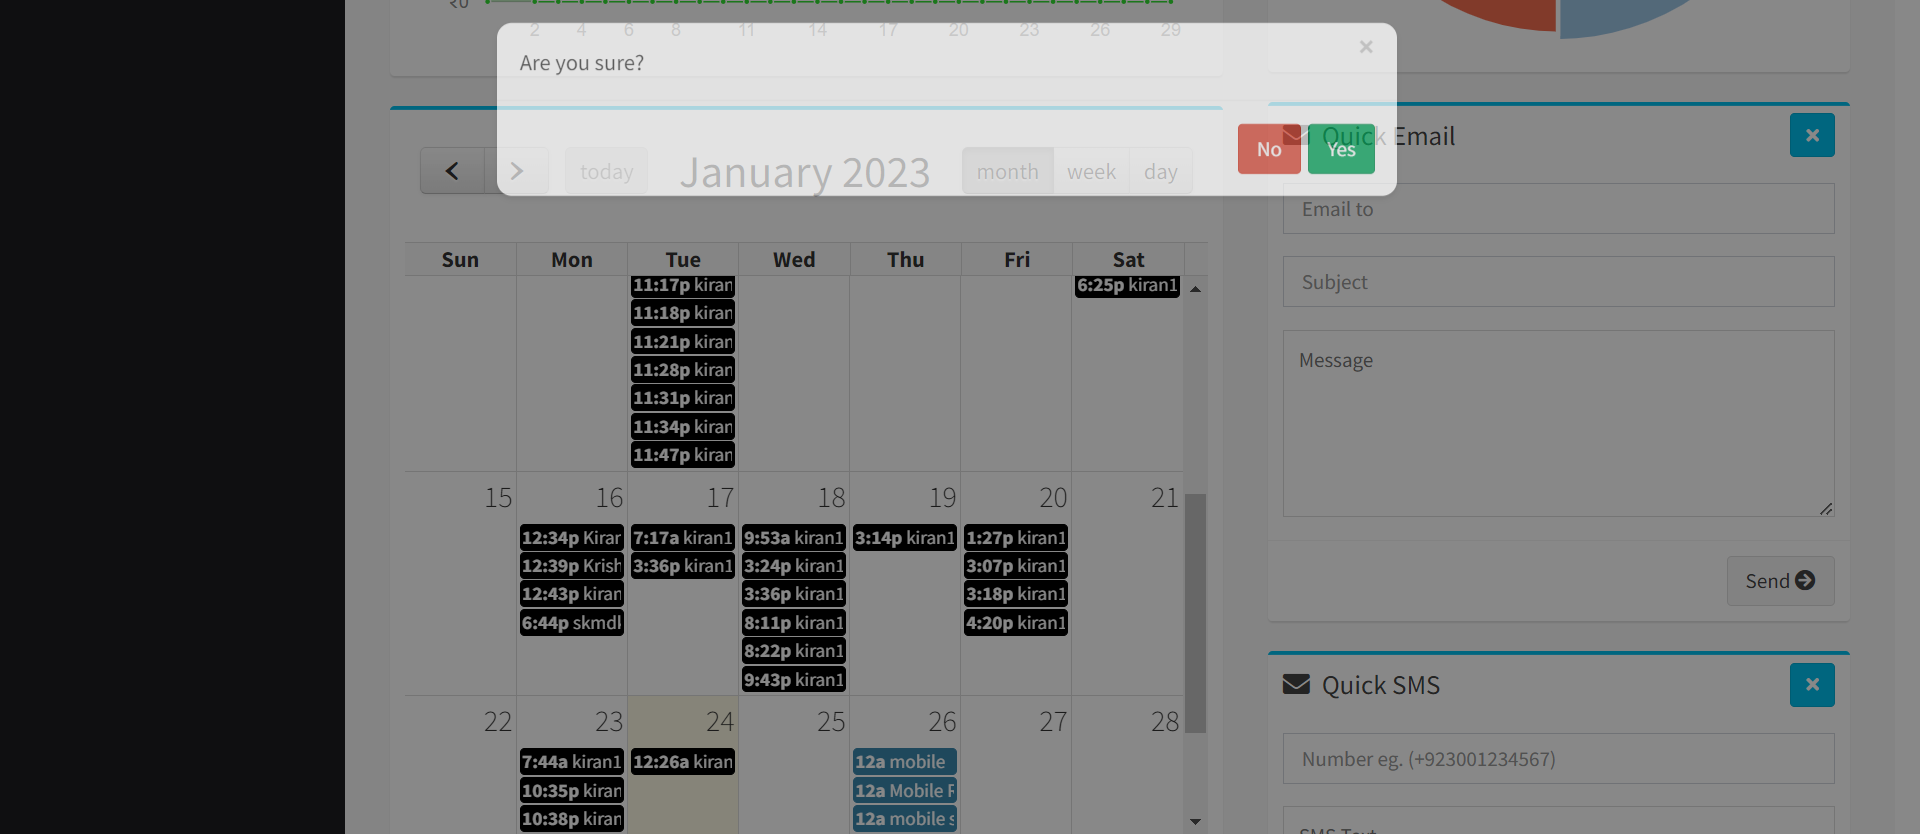 ₹0
2 4 6 8 11 14 17 20 23 26 29
×
Are you sure?
No Yes
today January 2023 month week day
Sun Mon Tue Wed Thu Fri Sat
11:17p kiran
11:18p kiran
11:21p kiran
11:28p kiran
11:31p kiran
11:34p kiran
11:47p kiran
6:25p kiran1
15 16 17 18 19 20 21
12:34p Kiran
12:39p Krish
12:43p kiran
6:44p skmdk
7:17a kiran1
3:36p kiran1
9:53a kiran1
3:24p kiran1
3:36p kiran1
8:11p kiran1
8:22p kiran1
9:43p kiran1
3:14p kiran1
1:27p kiran1
3:07p kiran1
3:18p kiran1
4:20p kiran1
22 23 24 25 26 27 28
7:44a kiran1
10:35p kiran
10:38p kiran
12:26a kiran
12a mobile
12a Mobile R
12a mobile s
Quick Email
Email to
Subject
Message
Send
Quick SMS
Number eg. (+923001234567)
SMS Text